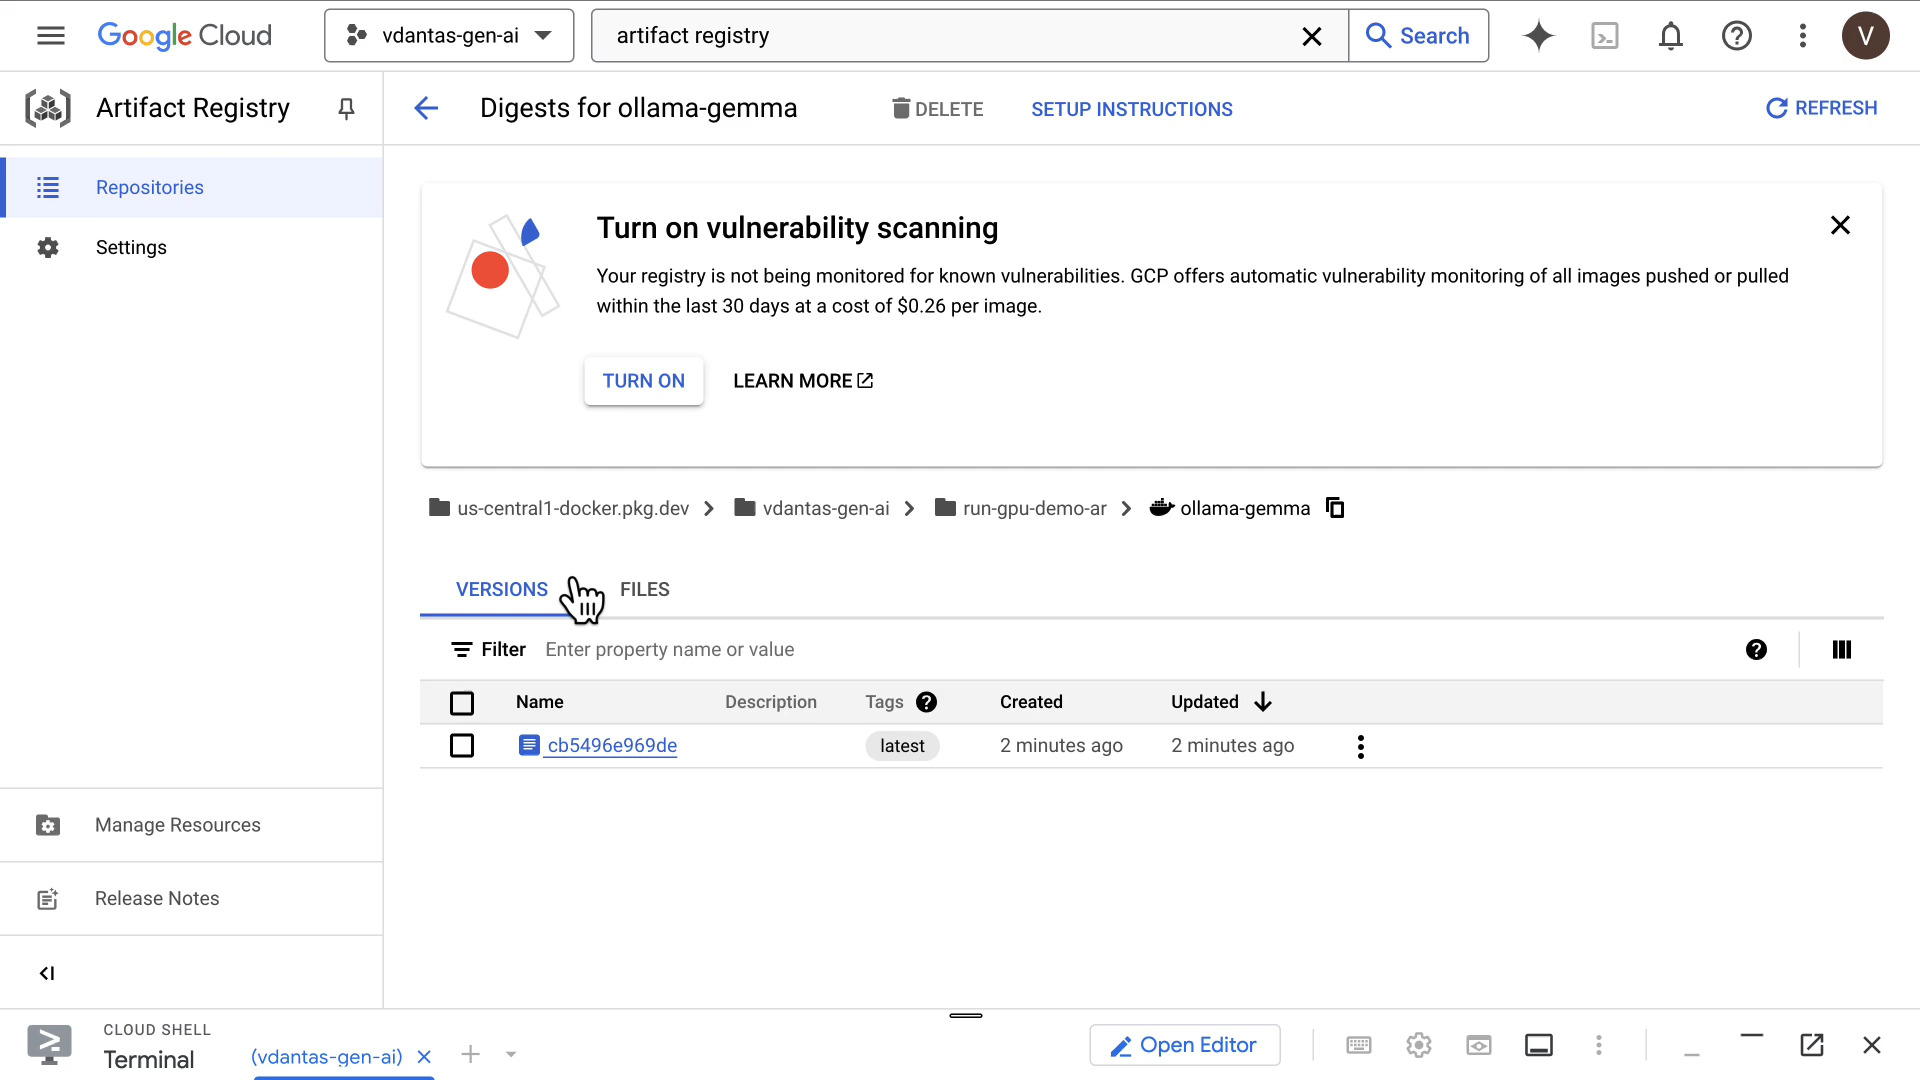 Google Cloud
vdantas-gen-ai
artifact registry
Search
V
Artifact Registry
Digests for ollama-gemma
DELETE
SETUP INSTRUCTIONS
REFRESH
Repositories
Settings
Turn on vulnerability scanning
Your registry is not being monitored for known vulnerabilities. GCP offers automatic vulnerability monitoring of all images pushed or pulled
within the last 30 days at a cost of $0.26 per image.
TURN ON
LEARN MORE
us-central1-docker.pkg.dev
vdantas-gen-ai
run-gpu-demo-ar
ollama-gemma
VERSIONS
FILES
Filter
Enter property name or value
Name
Description
Tags
Created
Updated
cb5496e969de
latest
2 minutes ago
2 minutes ago
Manage Resources
Release Notes
CLOUD SHELL
Terminal
(vdantas-gen-ai)
Open Editor